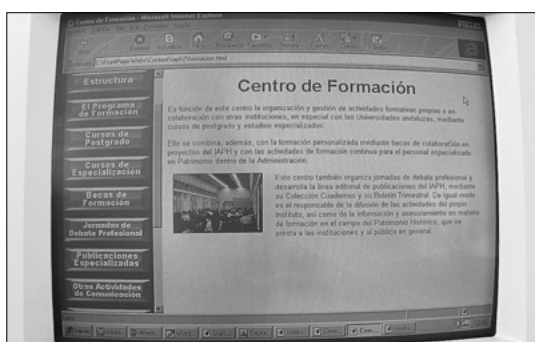 Centro de Formación - Microsoft Internet Explorer
C:\FrontPage Webs\Content\iaph2\formacion.html
Estructura
El Programa
de Formación
Cursos de
Postgrado
Cursos de
Especialización
Becas de
Formación
Jornadas de
Debate Profesional
Publicaciones
Especializadas
Otras Actividades
de Comunicación
Centro de Formación
Es función de este centro la organización y gestión de actividades formativas propias o en
colaboración con otras instituciones, en especial con las Universidades andaluzas, mediante
cursos de postgrado y estudios especializados.
Ello se combina, además, con la formación personalizada mediante becas de colaboración en
proyectos del IAPH y con las actividades de formación continua para el personal especializado
en Patrimonio dentro de la Administración.
Este centro también organiza jornadas de debate profesional y
desarrolla la línea editorial de publicaciones del IAPH, mediante
su Colección Cuadernos y su Boletín Trimestral. De igual modo
es el responsable de la difusión de las actividades del propio
Instituto, así como de la información y asesoramiento en materia
de formación en el campo del Patrimonio Histórico, que se
presta a las instituciones y al público en general.